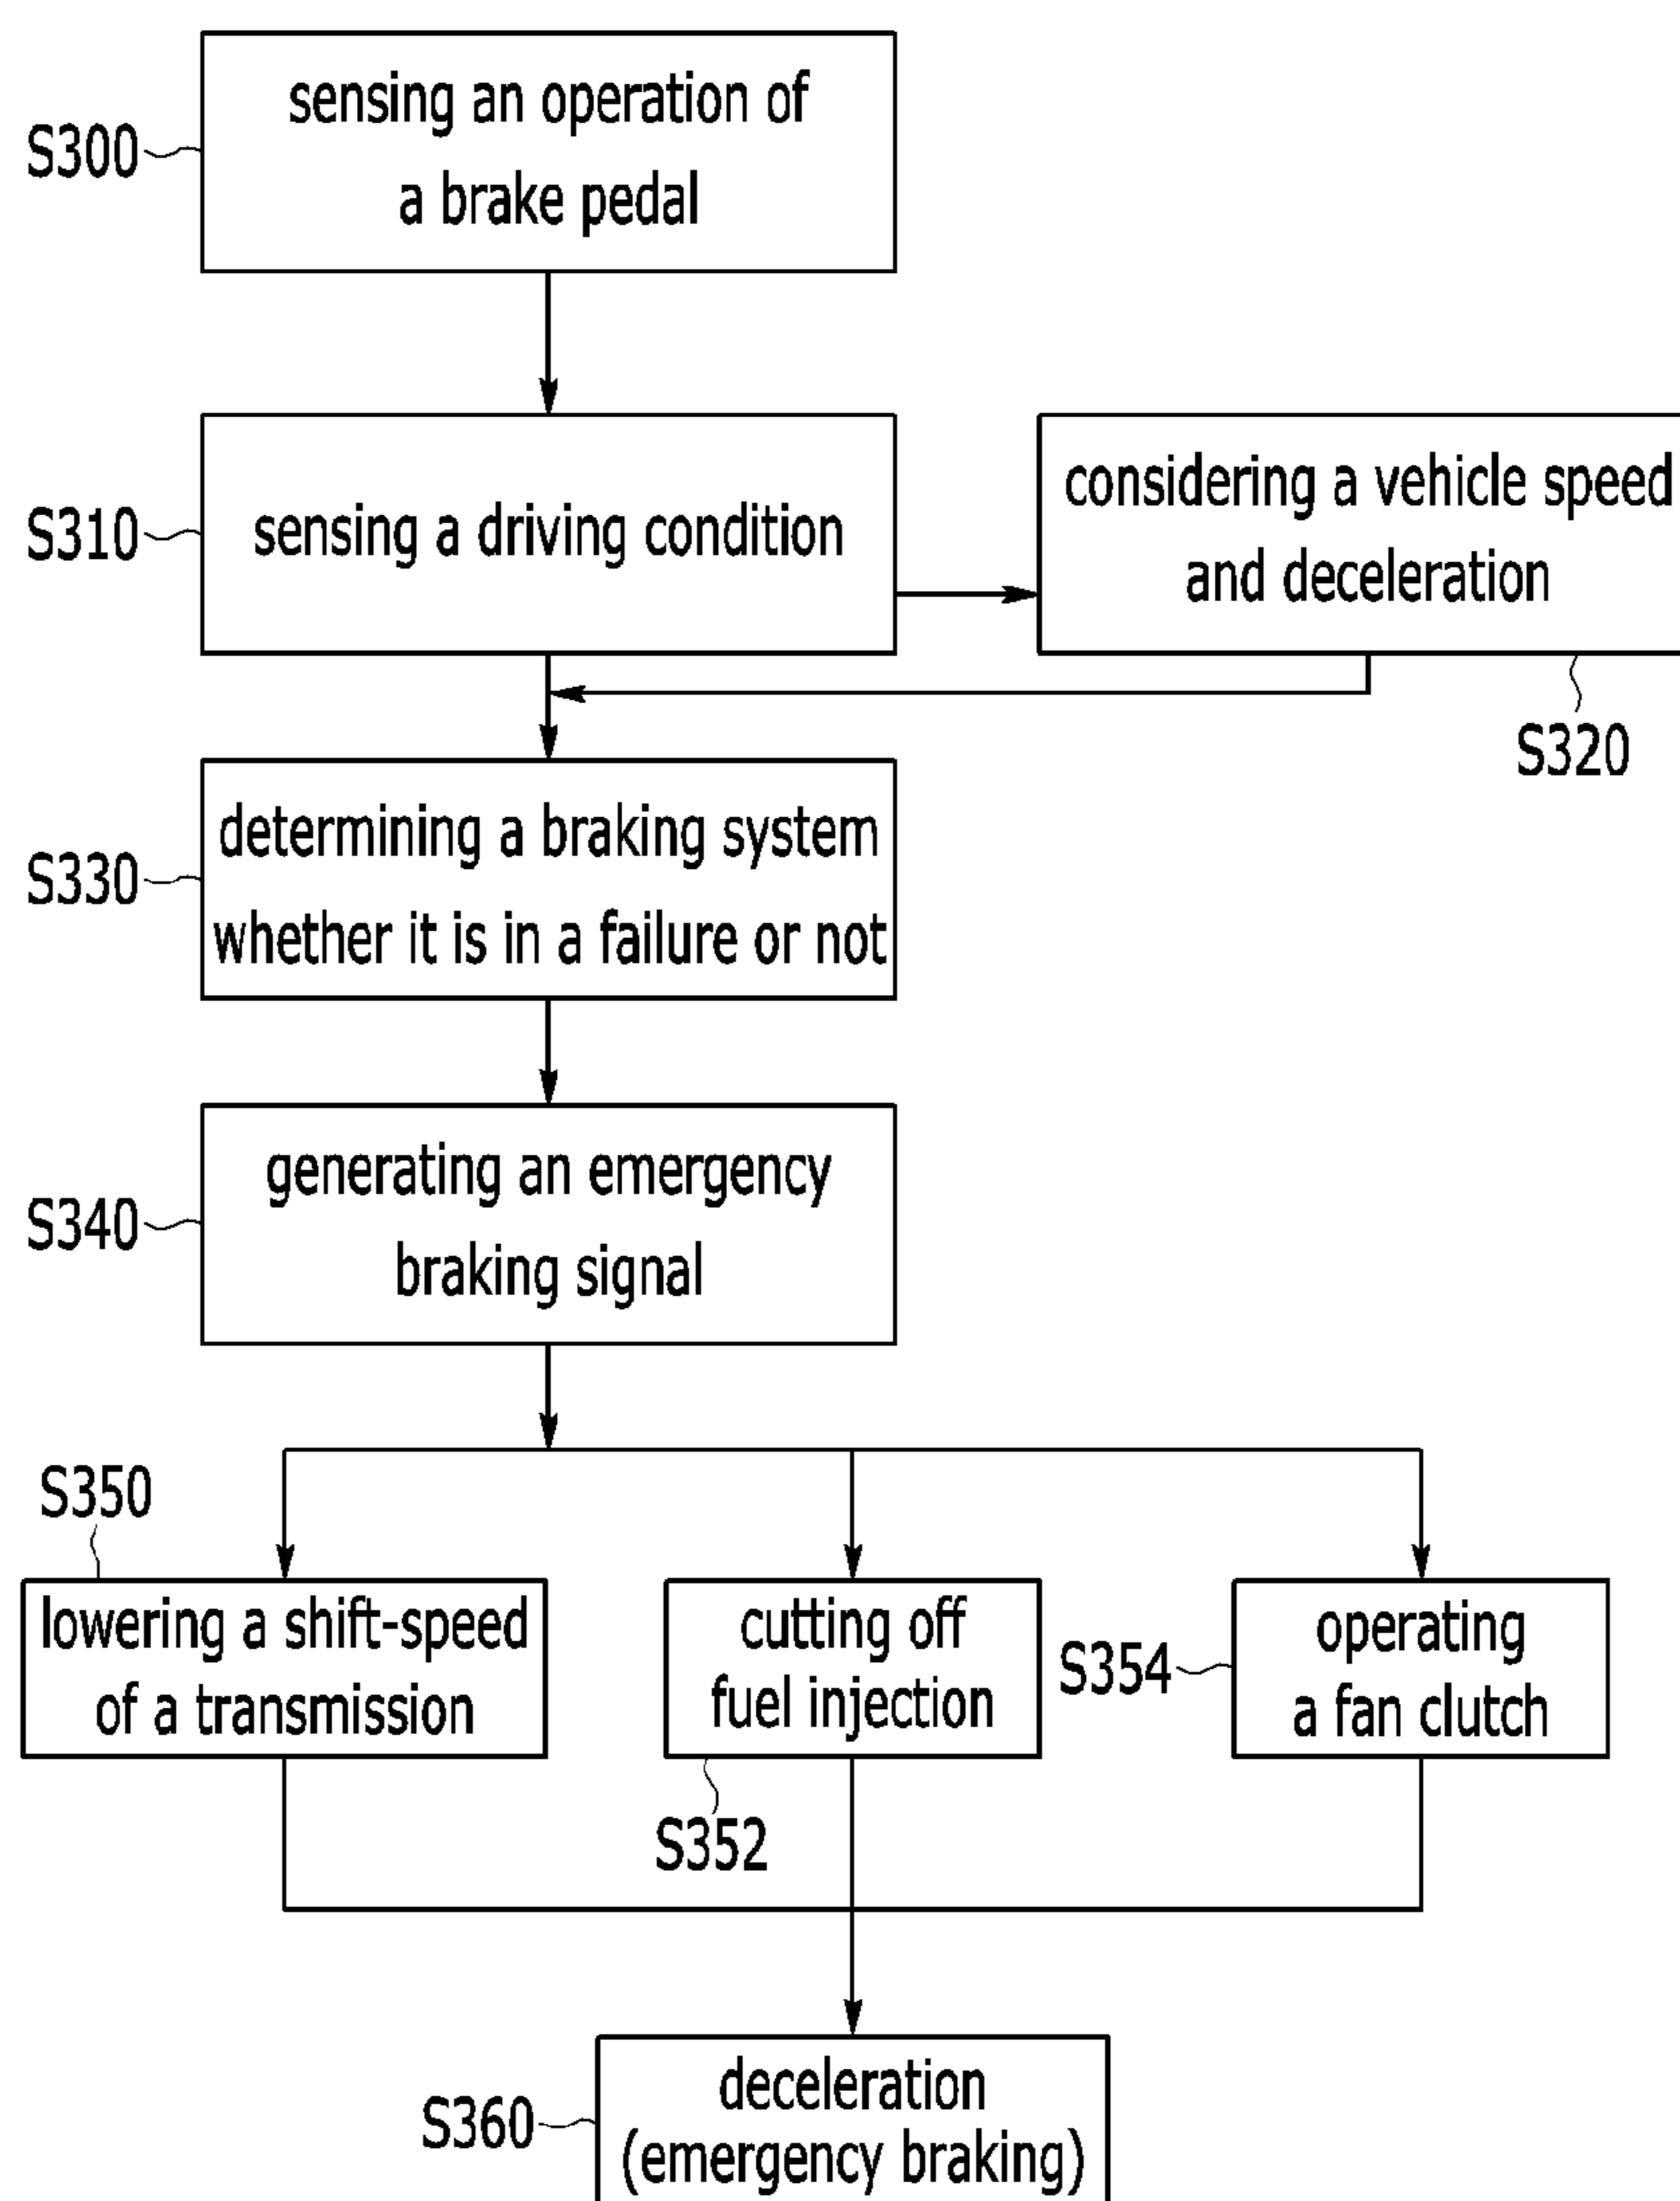 sensing an operation of
a brake pedal
S300
sensing a driving condition
S310
considering a vehicle speed
and deceleration
S320
determining a braking system
whether it is in a failure or not
S330
generating an emergency
braking signal
S340
S350
lowering a shift-speed
of a transmission
cutting off
fuel injection
S352
S354
operating
a fan clutch
S360
deceleration
(emergency braking)